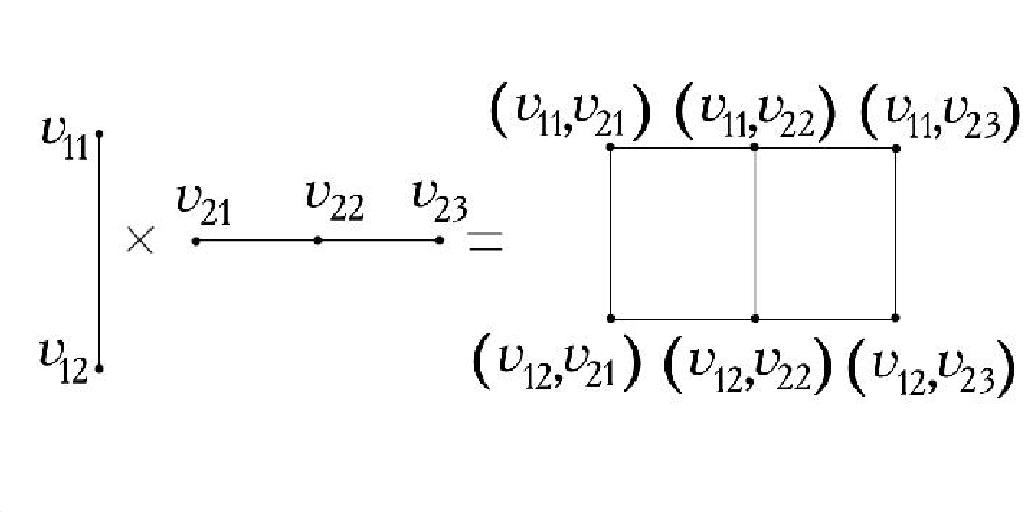 (v₁₁,v₂₁) (v₁₁,v₂₂) (v₁₁,v₂₃)
v₁₁
v₂₁ v₂₂ v₂₃
× =
v₁₂
(v₁₂,v₂₁) (v₁₂,v₂₂) (v₁₂,v₂₃)